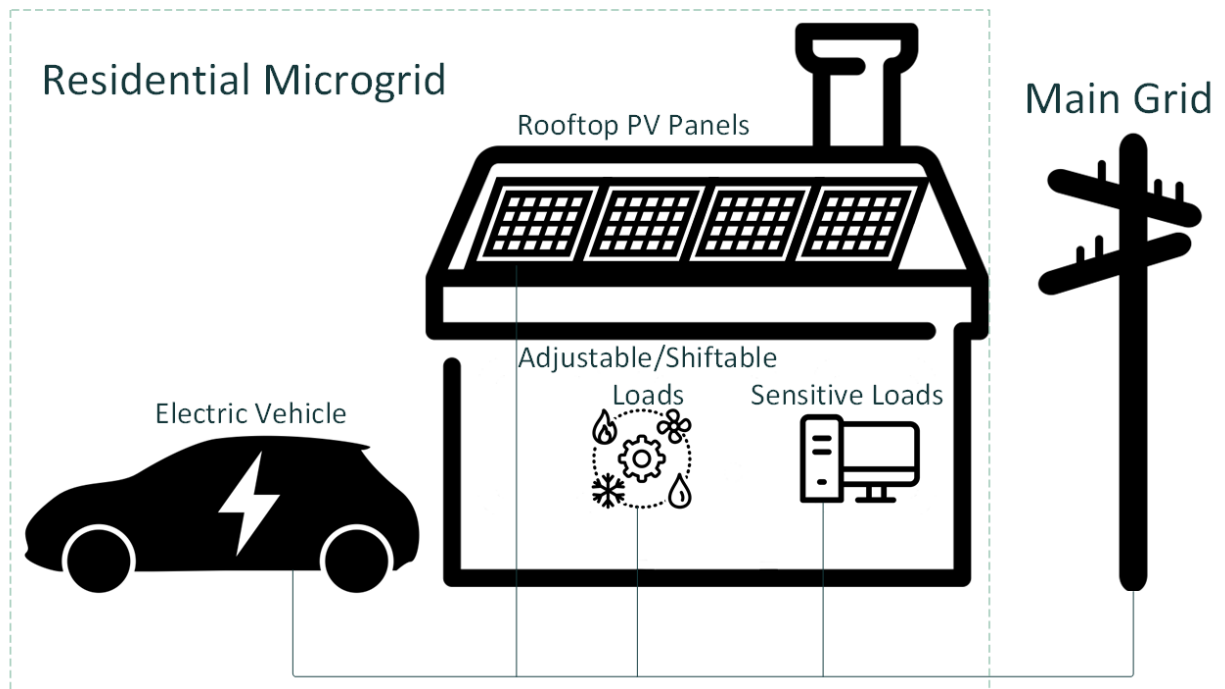 Residential Microgrid
Main Grid
Rooftop PV Panels
Adjustable/Shiftable
Loads
Sensitive Loads
Electric Vehicle